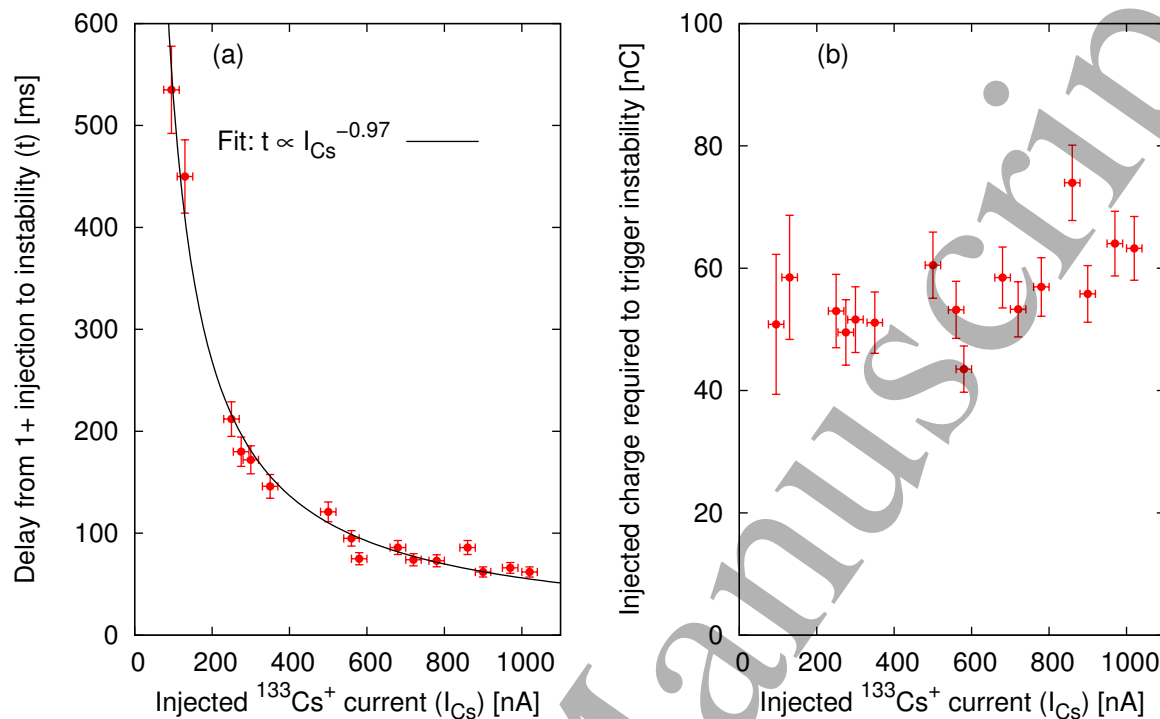 (a)
Fit: t ∝ I_Cs^−0.97
Delay from 1+ injection to instability (t) [ms]
600
500
400
300
200
100
0
0 200 400 600 800 1000
Injected ^133Cs^+ current (I_Cs) [nA]
(b)
Injected charge required to trigger instability [nC]
100
80
60
40
20
0
0 200 400 600 800 1000
Injected ^133Cs^+ current (I_Cs) [nA]